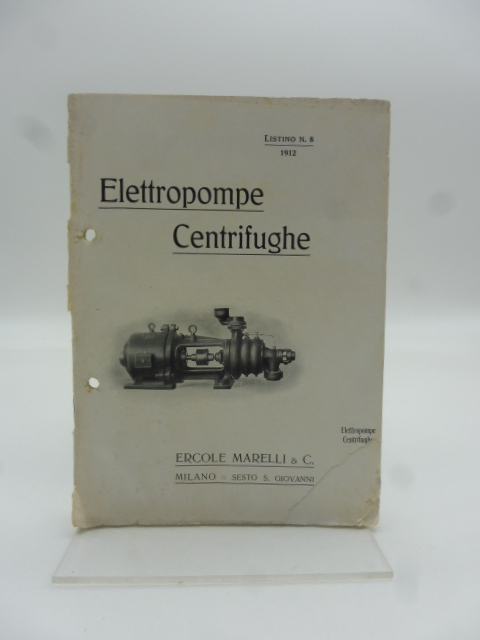 LISTINO N. 8
1912
Elettropompe
Centrifughe
Elettropompe
Centrifughe
ERCOLE MARELLI & C.
MILANO = SESTO S. GIOVANNI